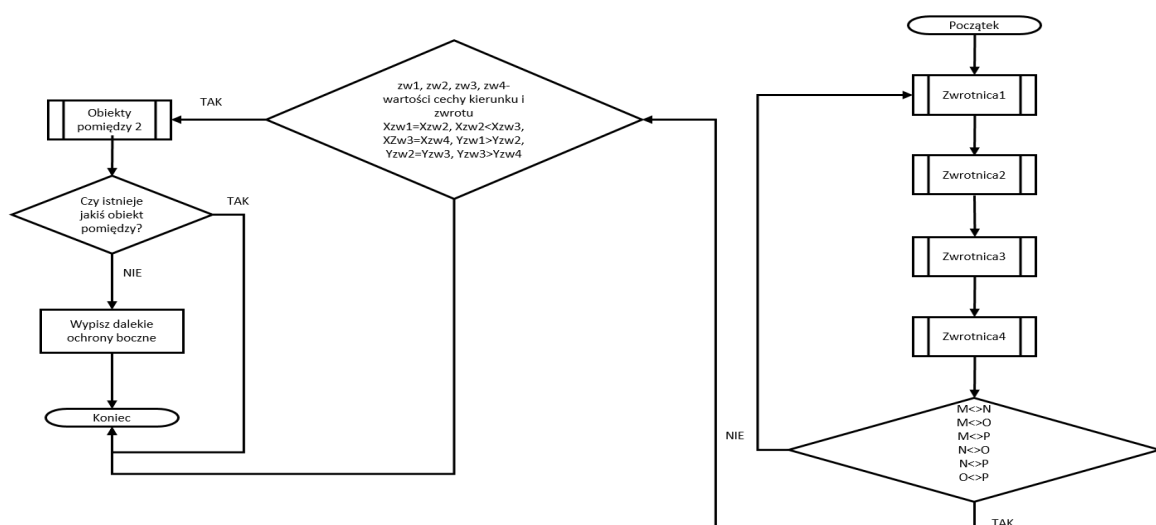 Początek
Zwrotnica1
Zwrotnica2
Zwrotnica3
Zwrotnica4
M<>N
M<>O
M<>P
N<>O
N<>P
O<>P
NIE
TAK
zw1, zw2, zw3, zw4-
wartości cechy kierunku i
zwrotu
Xzw1=Xzw2, Xzw2<Xzw3,
XZw3=Xzw4, Yzw1>Yzw2,
Yzw2=Yzw3, Yzw3>Yzw4
TAK
Obiekty
pomiędzy 2
Czy istnieje
jakiś obiekt
pomiędzy?
TAK
NIE
Wypisz dalekie
ochrony boczne
Koniec